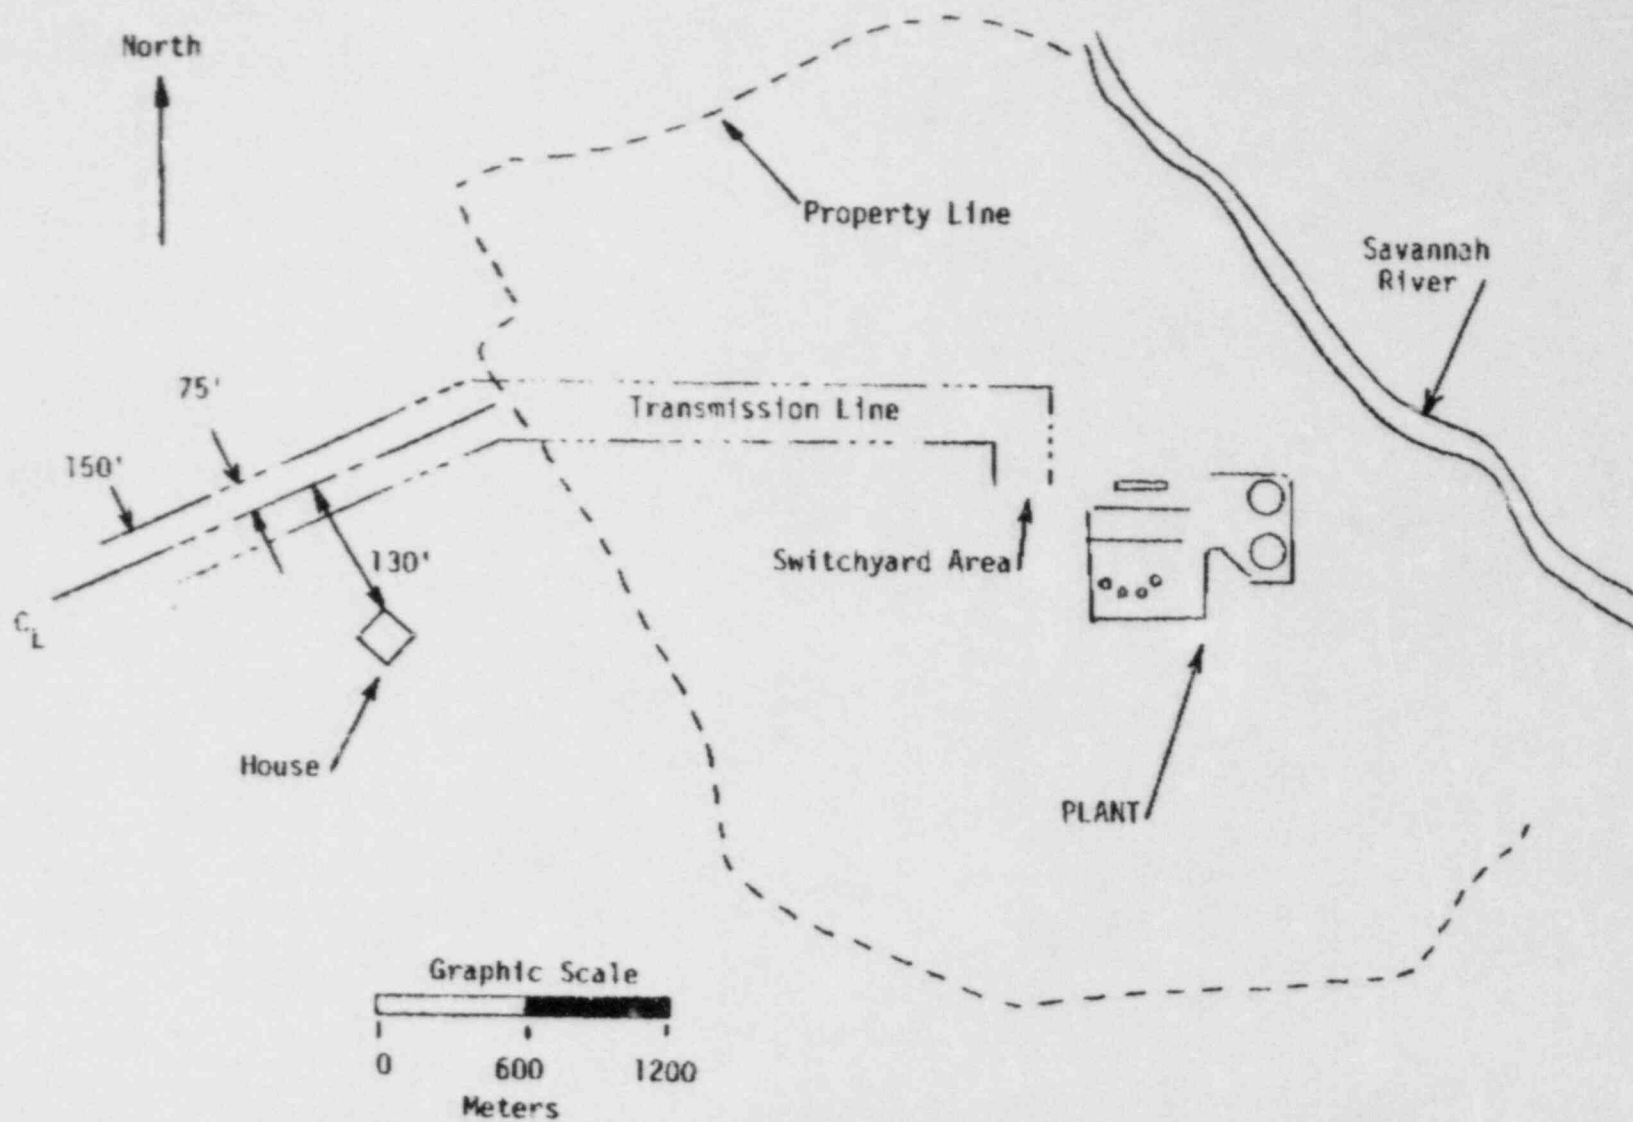 North
Property Line
Savannah
River
75'
Transmission Line
150'
Switchyard Area
130'
CL
House
PLANT
Graphic Scale
0 600 1200
Meters